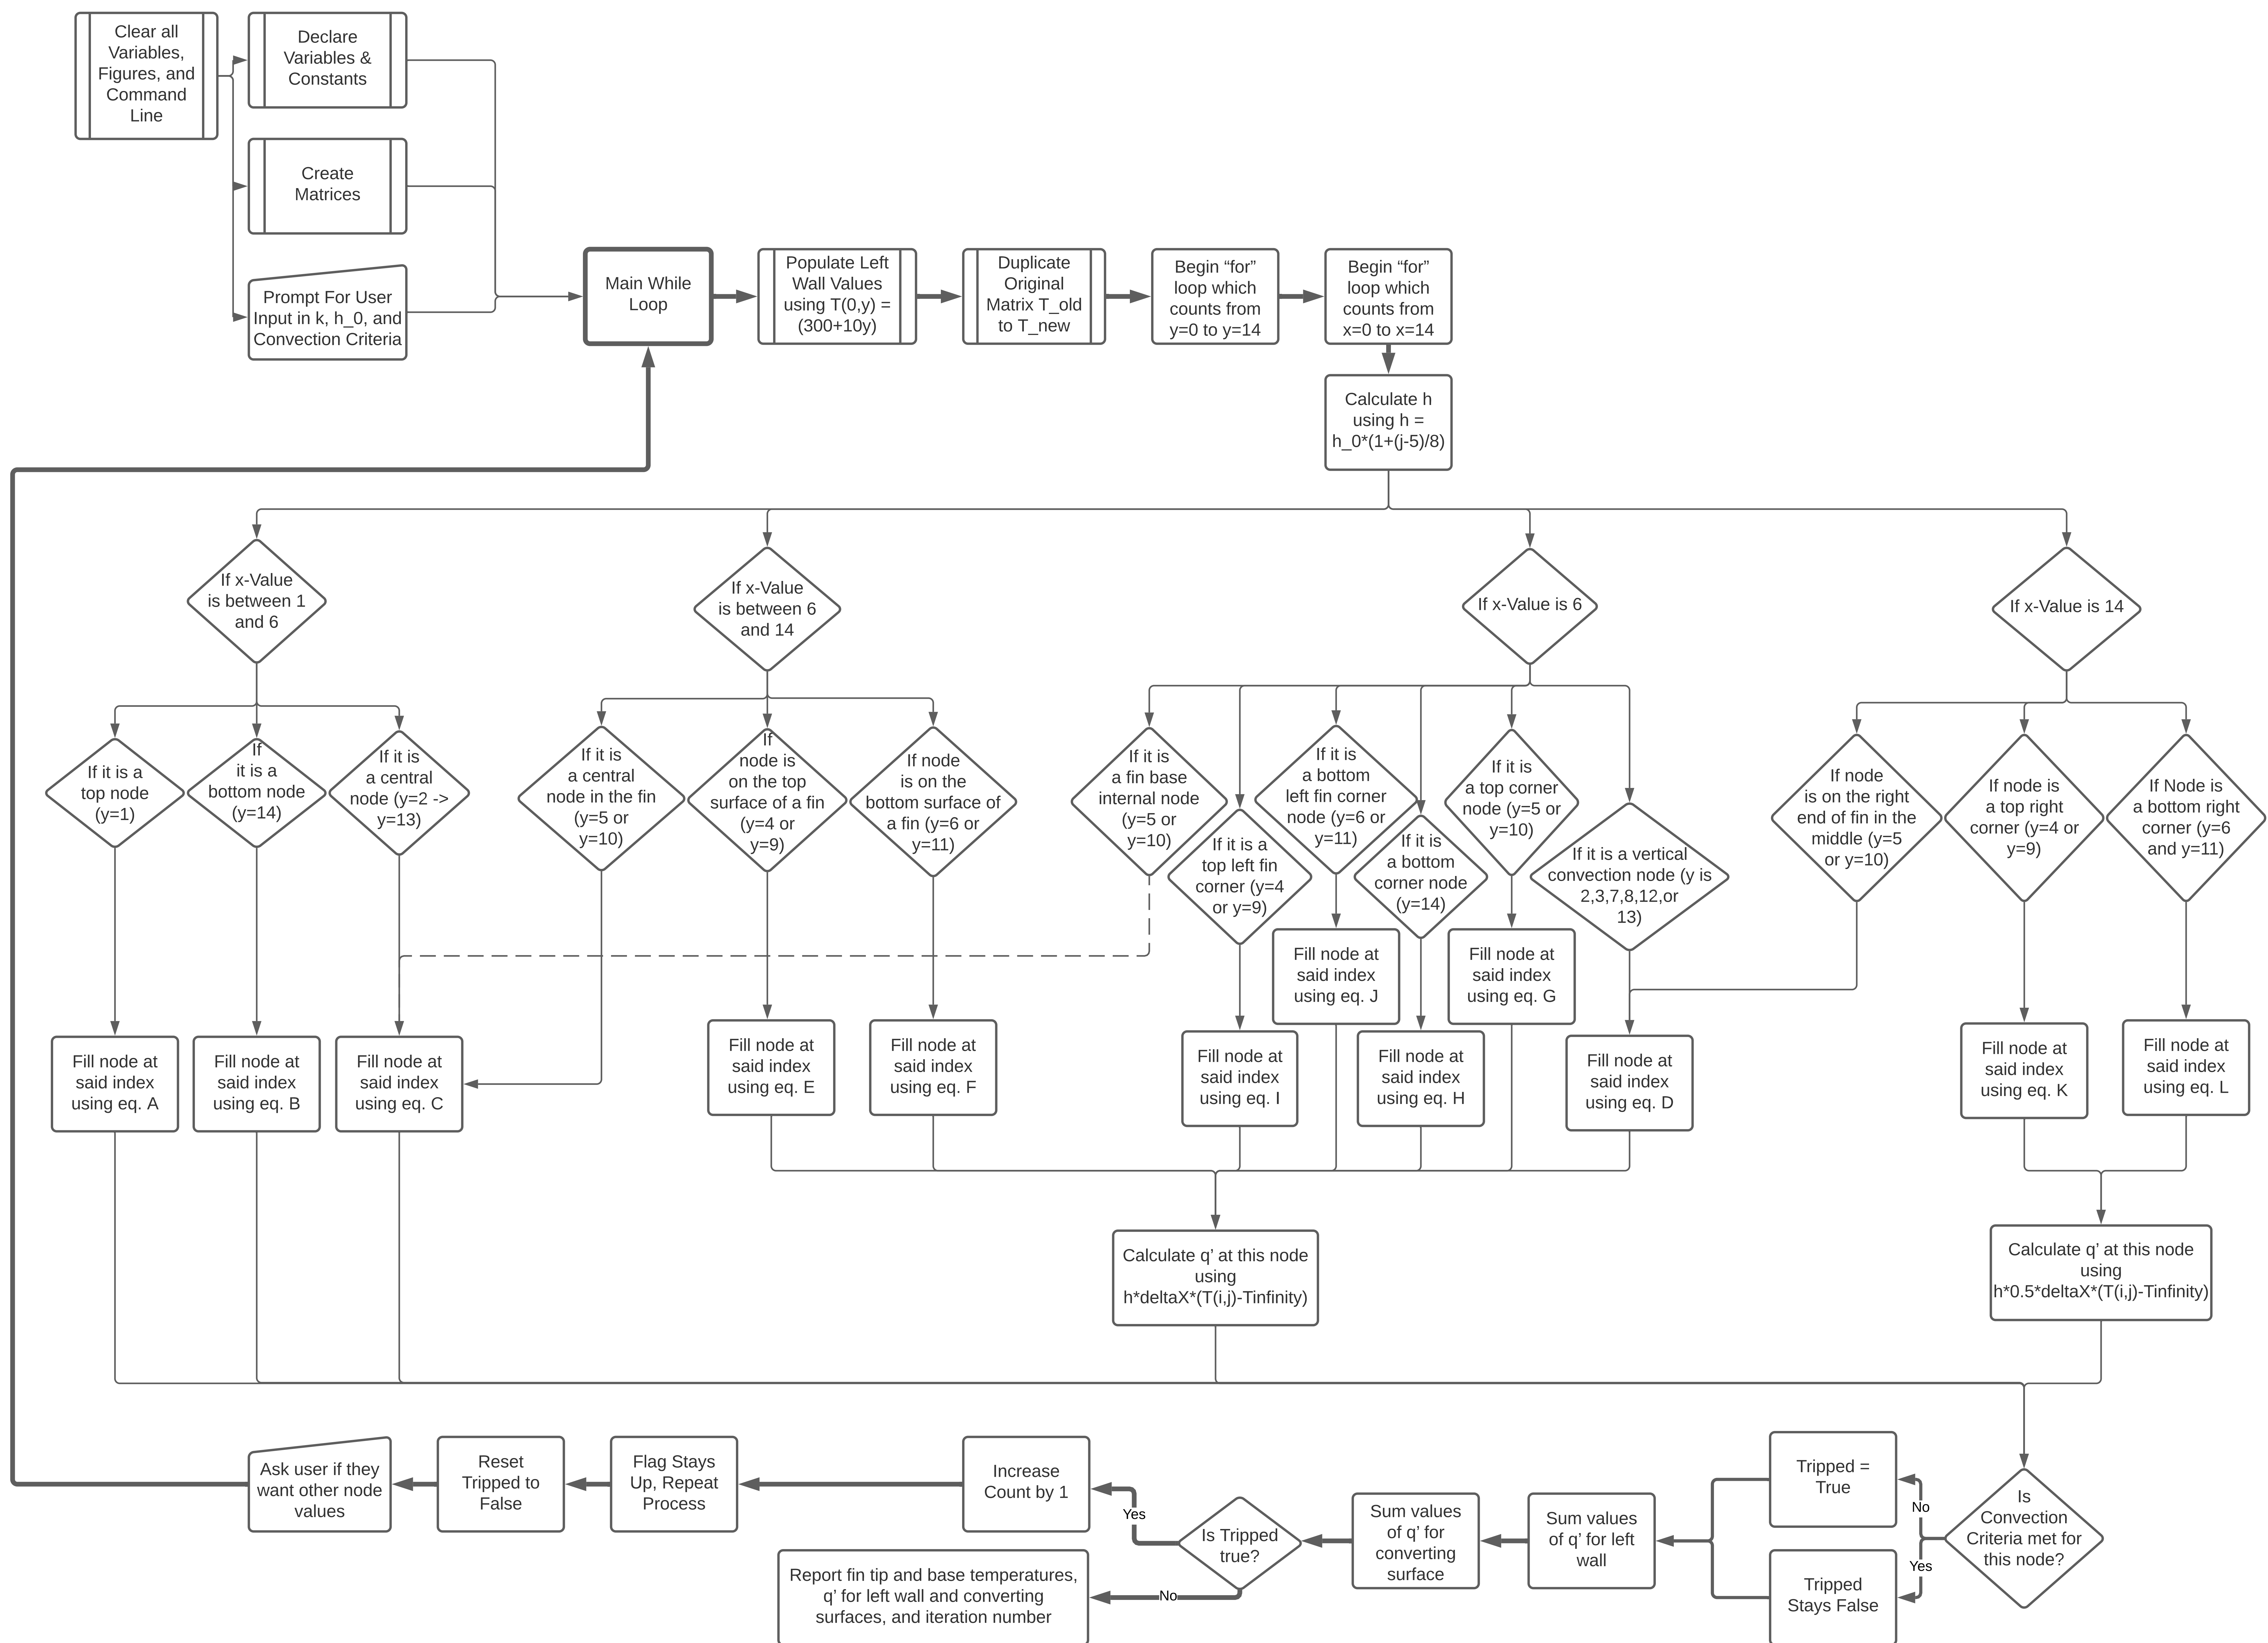 Clear all
Variables,
Figures, and
Command
Line
Declare
Variables &
Constants
Create
Matrices
Prompt For User
Input in k, h_0, and
Convection Criteria
Main While
Loop
Populate Left
Wall Values
using T(0,y) =
(300+10y)
Duplicate
Original
Matrix T_old
to T_new
Begin “for”
loop which
counts from
y=0 to y=14
Begin “for”
loop which
counts from
x=0 to x=14
Calculate h
using h =
h_0*(1+(j-5)/8)
If x-Value
is between 1
and 6
If x-Value
is between 6
and 14
If x-Value is 6
If x-Value is 14
If it is a
top node
(y=1)
If
it is a
bottom node
(y=14)
If it is
a central
node (y=2 ->
y=13)
If it is
a central
node in the fin
(y=5 or
y=10)
If
node is
on the top
surface of a fin
(y=4 or
y=9)
If node
is on the
bottom surface of
a fin (y=6 or
y=11)
If it is
a fin base
internal node
(y=5 or
y=10)
If it is a
top left fin
corner (y=4
or y=9)
If it is
a bottom
left fin corner
node (y=6 or
y=11)
If it is
a bottom
corner node
(y=14)
If it is
a top corner
node (y=5 or
y=10)
If it is a vertical
convection node (y is
2,3,7,8,12,or
13)
If node
is on the right
end of fin in the
middle (y=5
or y=10)
If node is
a top right
corner (y=4 or
y=9)
If Node is
a bottom right
corner (y=6
and y=11)
Fill node at
said index
using eq. A
Fill node at
said index
using eq. B
Fill node at
said index
using eq. C
Fill node at
said index
using eq. E
Fill node at
said index
using eq. F
Fill node at
said index
using eq. I
Fill node at
said index
using eq. J
Fill node at
said index
using eq. H
Fill node at
said index
using eq. G
Fill node at
said index
using eq. D
Fill node at
said index
using eq. K
Fill node at
said index
using eq. L
Calculate q’ at this node
using
h*deltaX*(T(i,j)-Tinfinity)
Calculate q’ at this node
using
h*0.5*deltaX*(T(i,j)-Tinfinity)
Is
Convection
Criteria met for
this node?
No
Yes
Tripped =
True
Tripped
Stays False
Sum values
of q’ for left
wall
Sum values
of q’ for
converting
surface
Is Tripped
true?
Yes
No
Increase
Count by 1
Flag Stays
Up, Repeat
Process
Reset
Tripped to
False
Ask user if they
want other node
values
Report fin tip and base temperatures,
q’ for left wall and converting
surfaces, and iteration number